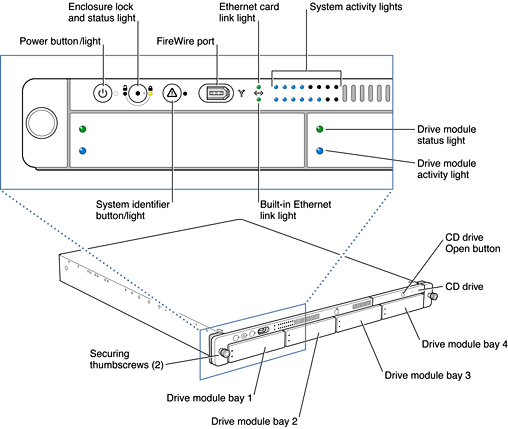 Enclosure lock
and status light
Ethernet card
link light
System activity lights
Power button/light
FireWire port
Drive module
status light
Drive module
activity light
System identifier
button/light
Built-in Ethernet
link light
CD drive
Open button
CD drive
Securing
thumbscrews (2)
Drive module bay 4
Drive module bay 3
Drive module bay 1
Drive module bay 2